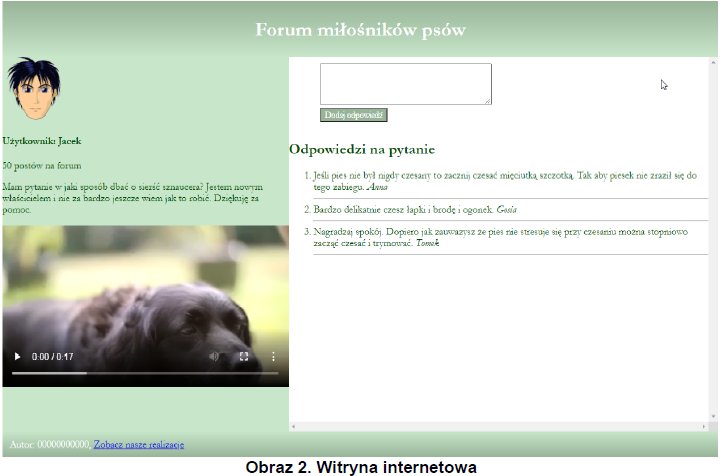 Forum miłośników psów
Użytkownik: Jacek
50 postów na forum
Mam pytanie w jaki sposób dbać o sierść sznaucera? Jestem nowym
właścicielem i nie za bardzo jeszcze wiem jak to robić. Dziękuję za
pomoc.
0:00 / 0:17
Dodaj odpowiedź
Odpowiedzi na pytanie
1. Jeśli pies nie był nigdy czesany to zacznij czesać mięciutką szczotką. Tak aby piesek nie zraził się do
tego zabiegu. Anna
2. Bardzo delikatnie czesz łapki i brodę i ogonek. Gosia
3. Nagradzaj spokój. Dopiero jak zauważysz że pies nie stresuje się przy czesaniu można stopniowo
zacząć czesać i trymować. Tomek
Autor: 00000000000, Zobacz nasze realizacje
Obraz 2. Witryna internetowa